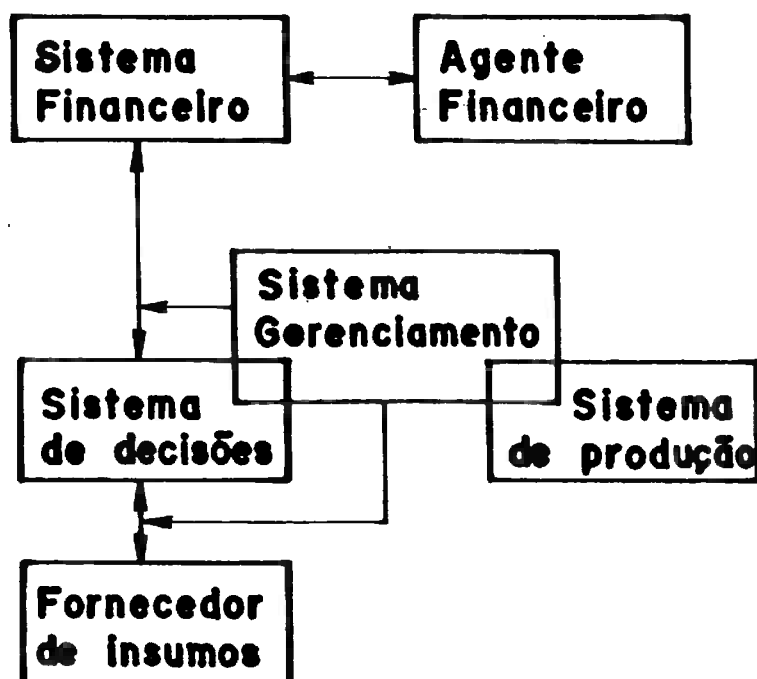 Sistema
Financeiro
Agente
Financeiro
Sistema
Gerenciamento
Sistema
de decisões
Sistema
de produção
Fornecedor
de insumos